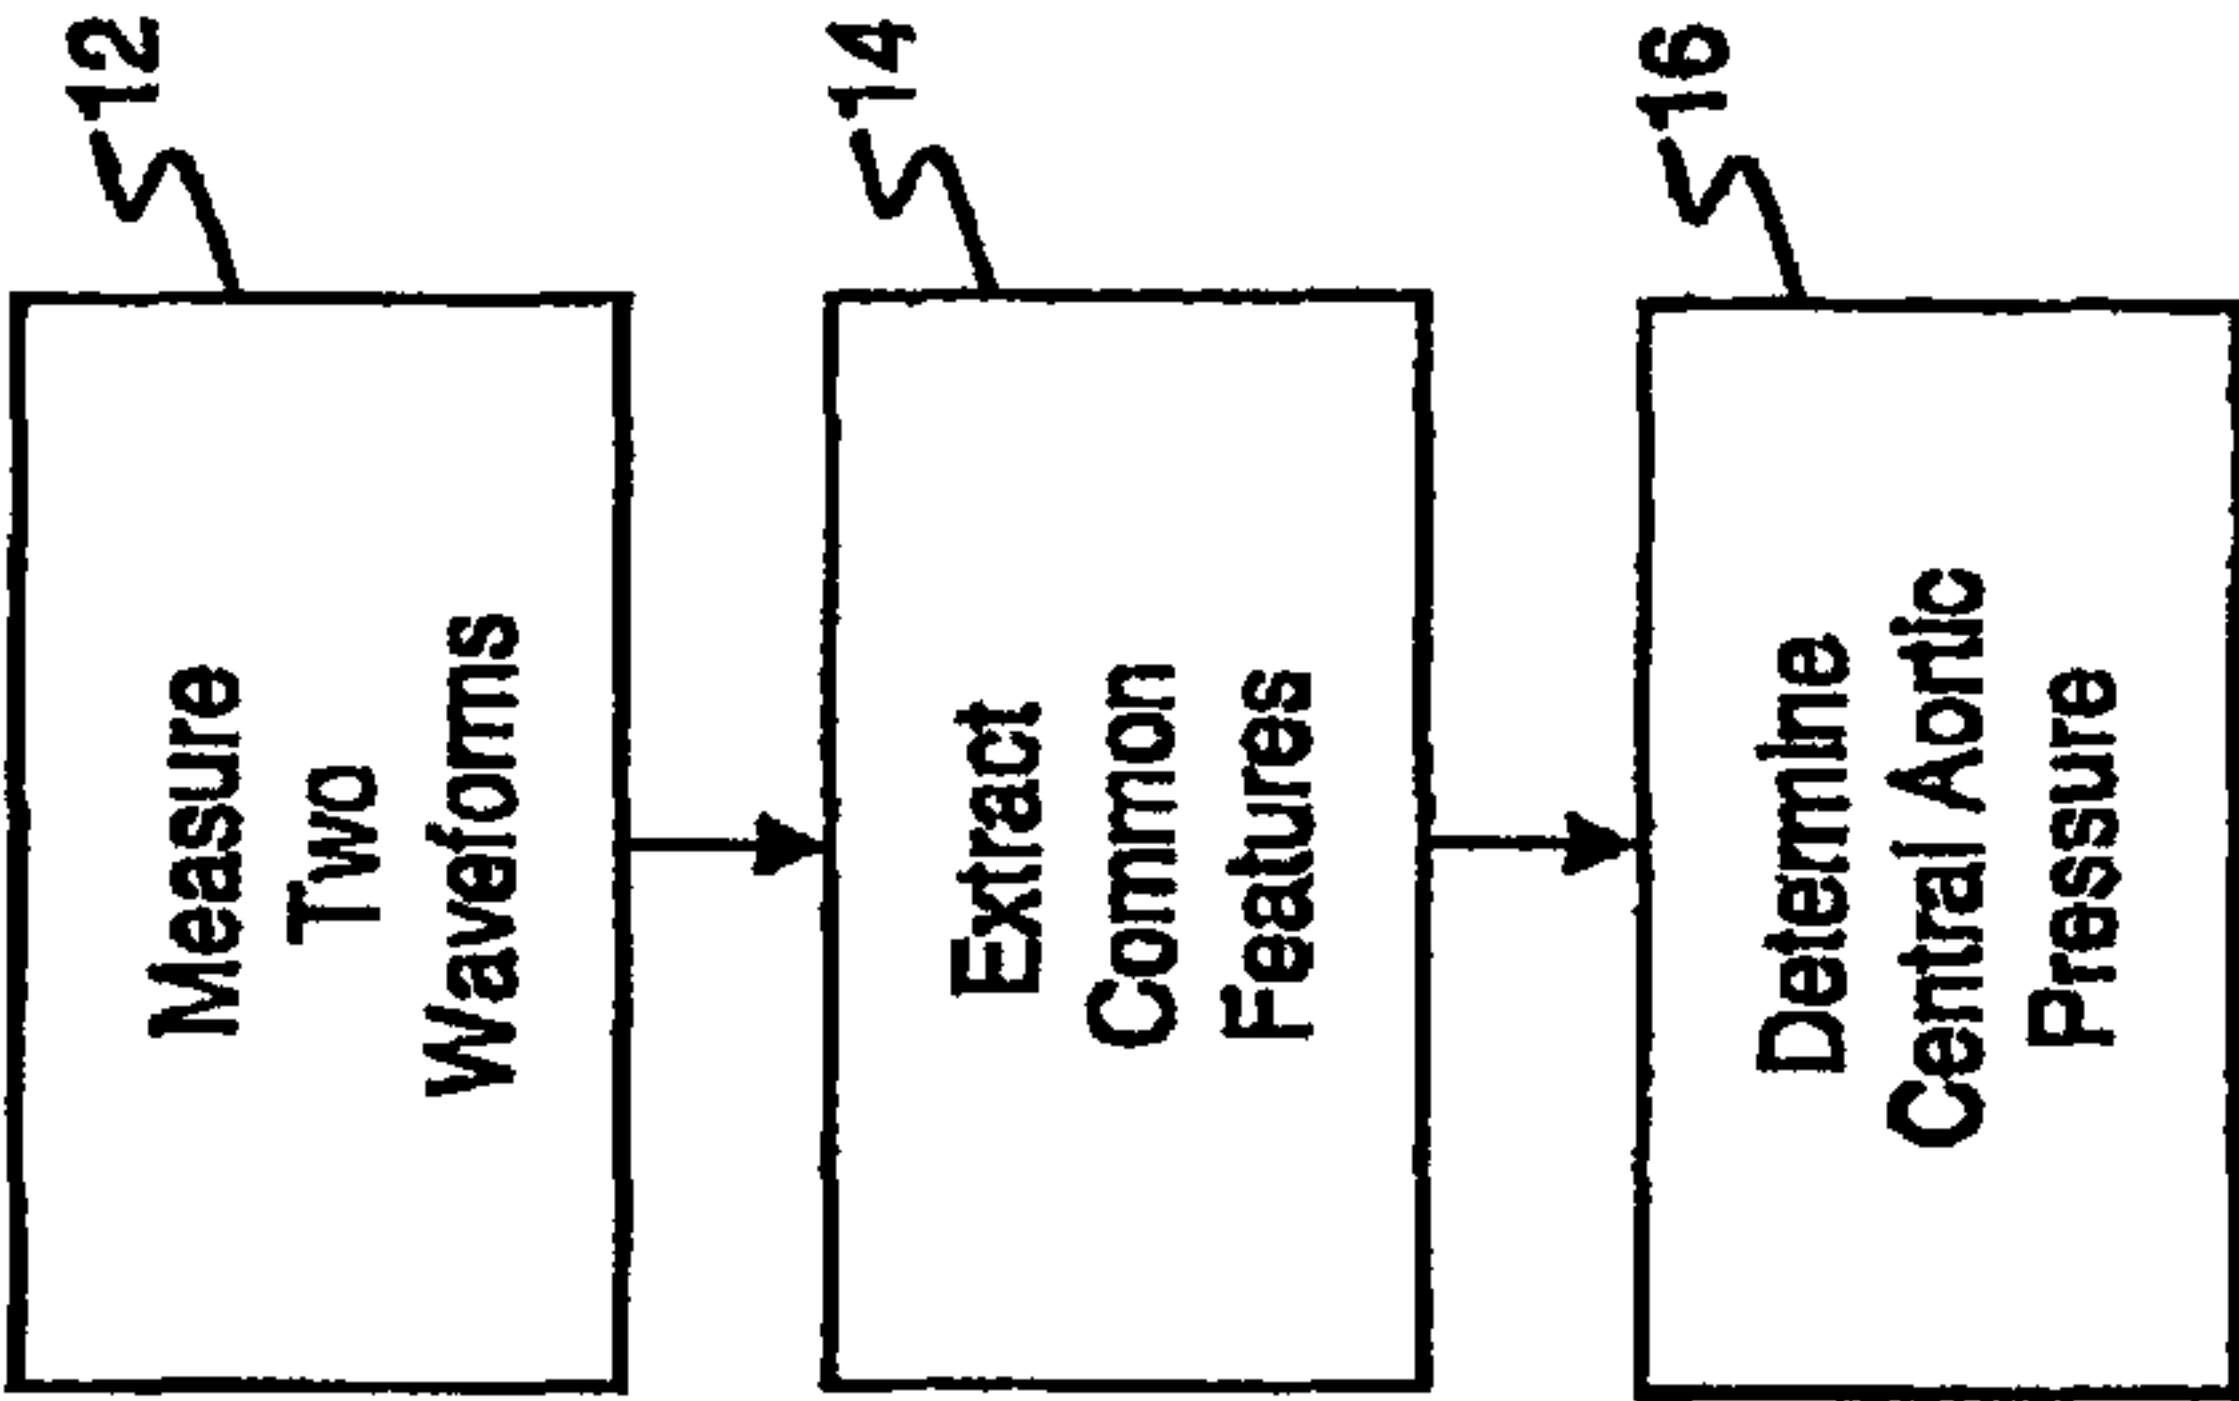 12
Measure
Two
Waveforms
14
Extract
Common
Features
16
Determine
Central Aortic
Pressure